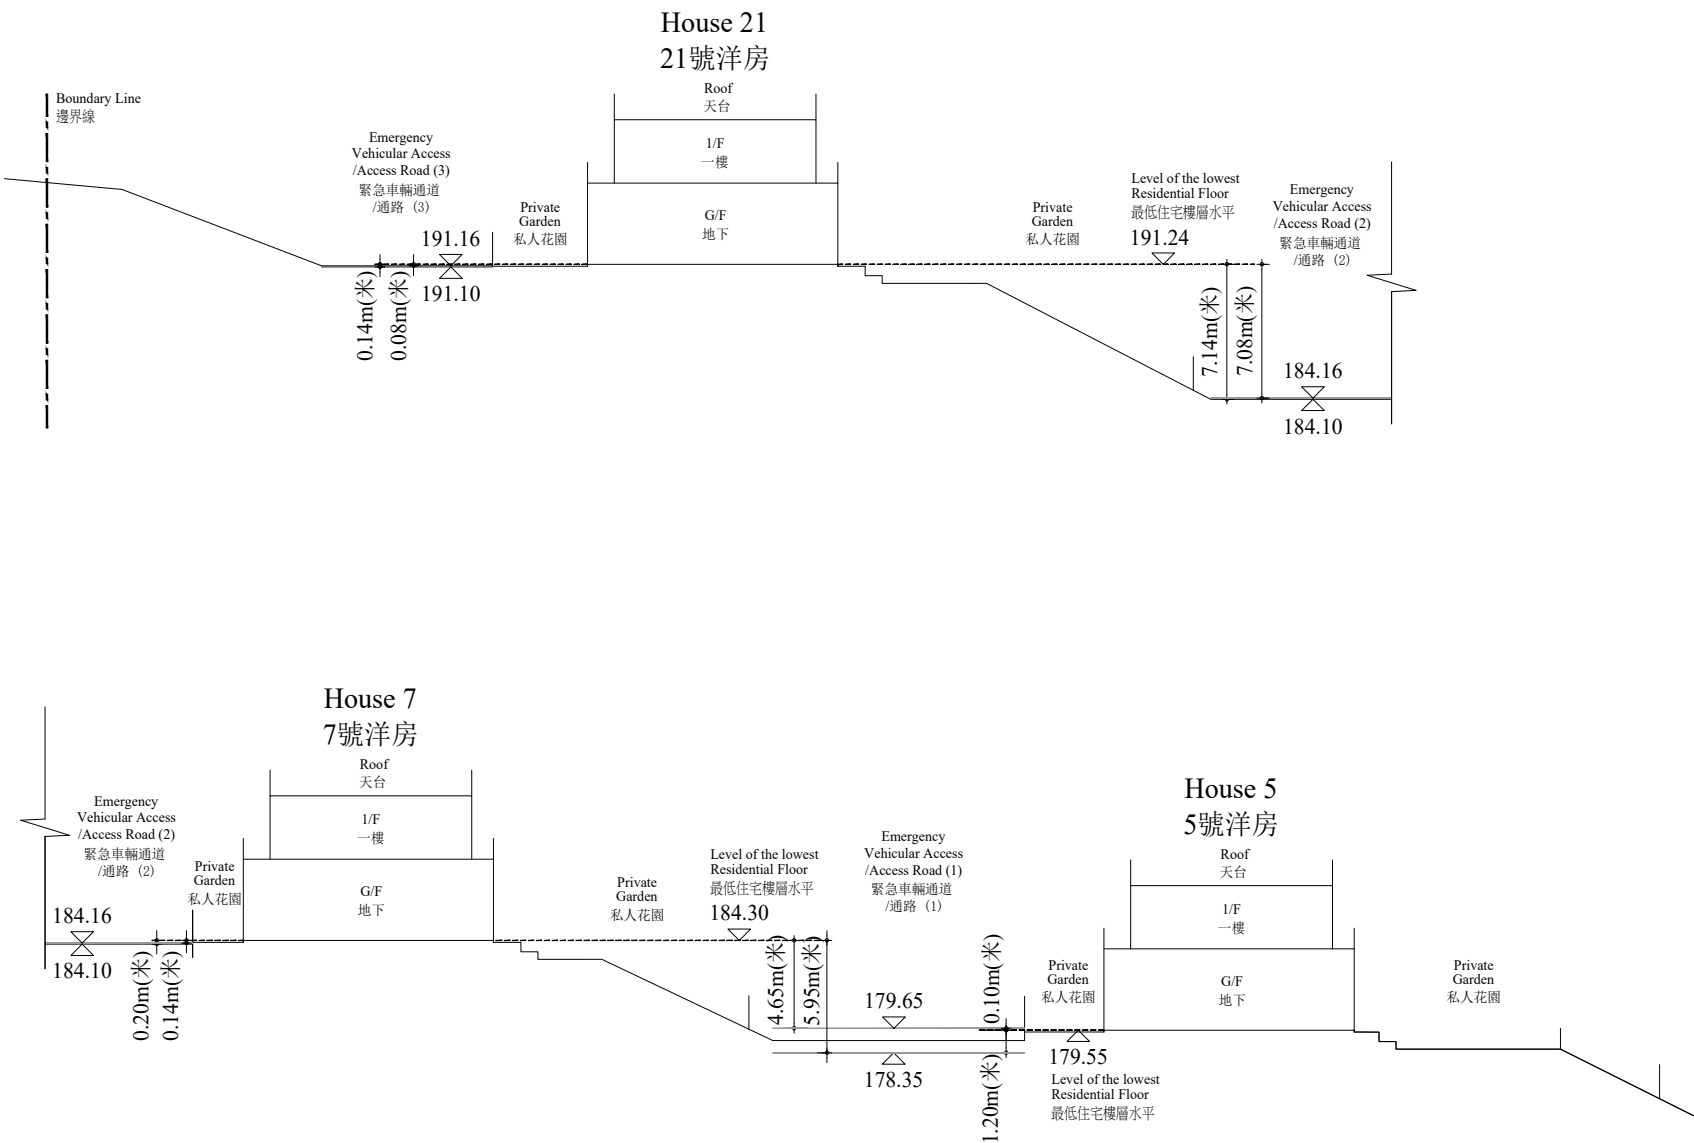 House 21
21號洋房
Roof
天台
1/F
一樓
G/F
地下
Boundary Line
邊界線
Emergency
Vehicular Access
/Access Road (3)
緊急車輛通道
/通路 (3)
Private
Garden
私人花園
191.16
191.10
0.14m(米)
0.08m(米)
Private
Garden
私人花園
Level of the lowest
Residential Floor
最低住宅樓層水平
191.24
Emergency
Vehicular Access
/Access Road (2)
緊急車輛通道
/通路 (2)
7.14m(米)
7.08m(米)
184.16
184.10
House 7
7號洋房
Roof
天台
1/F
一樓
G/F
地下
Emergency
Vehicular Access
/Access Road (2)
緊急車輛通道
/通路 (2)
Private
Garden
私人花園
184.16
184.10
0.20m(米)
0.14m(米)
Private
Garden
私人花園
Level of the lowest
Residential Floor
最低住宅樓層水平
184.30
4.65m(米)
5.95m(米)
Emergency
Vehicular Access
/Access Road (1)
緊急車輛通道
/通路 (1)
179.65
178.35
0.10m(米)
1.20m(米)
House 5
5號洋房
Roof
天台
1/F
一樓
G/F
地下
Private
Garden
私人花園
179.55
Level of the lowest
Residential Floor
最低住宅樓層水平
Private
Garden
私人花園